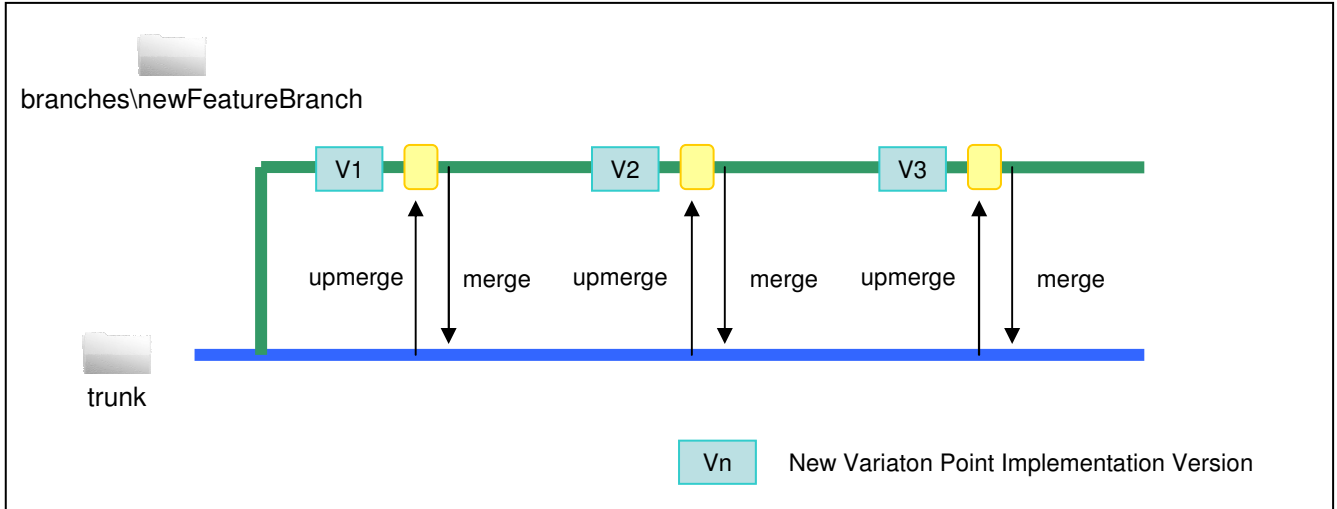 branches\newFeatureBranch
V1
V2
V3
upmerge
merge
upmerge
merge
upmerge
merge
trunk
Vn
New Variaton Point Implementation Version